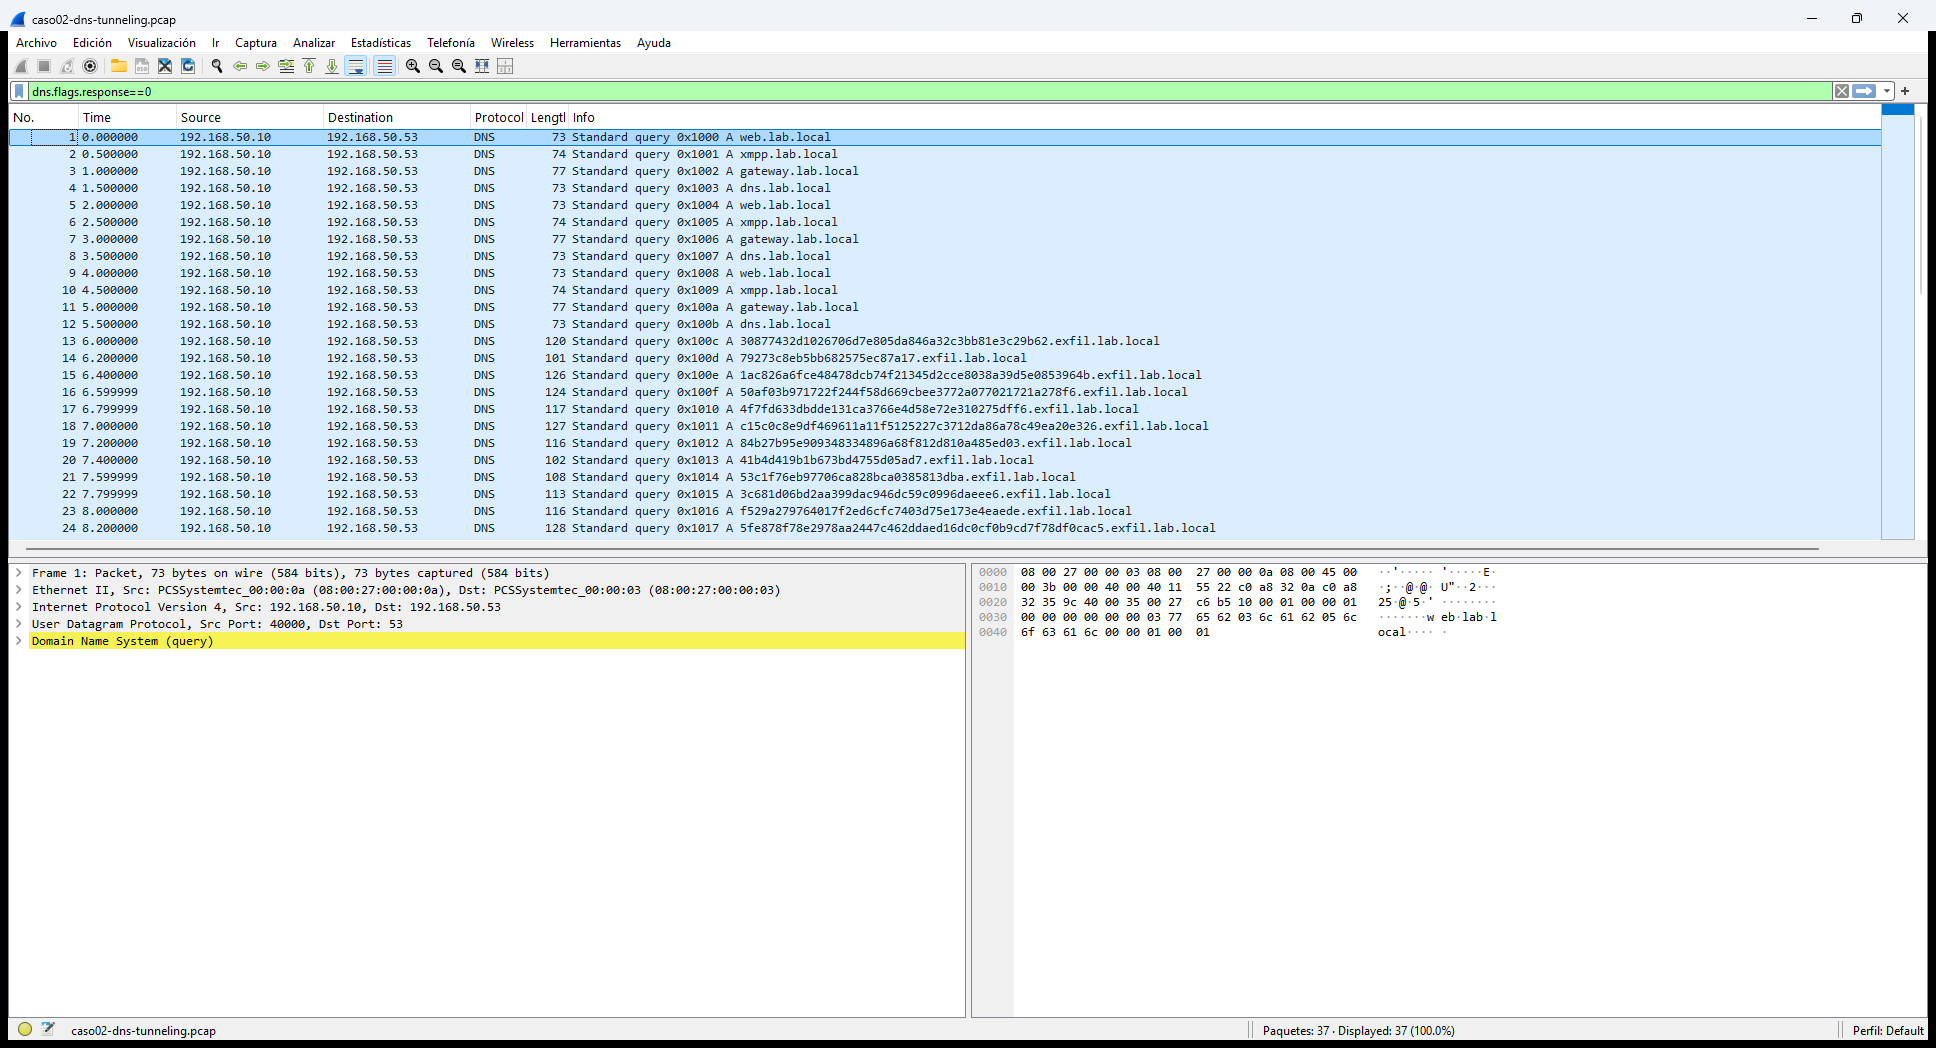 caso02-dns-tunneling.pcap
Archivo Edición Visualización Ir Captura Analizar Estadísticas Telefonía Wireless Herramientas Ayuda
dns.flags.response==0
No. Time Source Destination Protocol Lengtl Info
1 0.000000 192.168.50.10 192.168.50.53 DNS 73 Standard query 0x1000 A web.lab.local
2 0.500000 192.168.50.10 192.168.50.53 DNS 74 Standard query 0x1001 A xmpp.lab.local
3 1.000000 192.168.50.10 192.168.50.53 DNS 77 Standard query 0x1002 A gateway.lab.local
4 1.500000 192.168.50.10 192.168.50.53 DNS 73 Standard query 0x1003 A dns.lab.local
5 2.000000 192.168.50.10 192.168.50.53 DNS 73 Standard query 0x1004 A web.lab.local
6 2.500000 192.168.50.10 192.168.50.53 DNS 74 Standard query 0x1005 A xmpp.lab.local
7 3.000000 192.168.50.10 192.168.50.53 DNS 77 Standard query 0x1006 A gateway.lab.local
8 3.500000 192.168.50.10 192.168.50.53 DNS 73 Standard query 0x1007 A dns.lab.local
9 4.000000 192.168.50.10 192.168.50.53 DNS 73 Standard query 0x1008 A web.lab.local
10 4.500000 192.168.50.10 192.168.50.53 DNS 74 Standard query 0x1009 A xmpp.lab.local
11 5.000000 192.168.50.10 192.168.50.53 DNS 77 Standard query 0x100a A gateway.lab.local
12 5.500000 192.168.50.10 192.168.50.53 DNS 73 Standard query 0x100b A dns.lab.local
13 6.000000 192.168.50.10 192.168.50.53 DNS 120 Standard query 0x100c A 30877432d1026706d7e805da846a32c3bb81e3c29b62.exfil.lab.local
14 6.200000 192.168.50.10 192.168.50.53 DNS 101 Standard query 0x100d A 79273c8eb5bb682575ec87a17.exfil.lab.local
15 6.400000 192.168.50.10 192.168.50.53 DNS 126 Standard query 0x100e A 1ac826a6fce48478dcb74f21345d2cce8038a39d5e0853964b.exfil.lab.local
16 6.599999 192.168.50.10 192.168.50.53 DNS 124 Standard query 0x100f A 50af03b971722f244f58d669cbee3772a077021721a278f6.exfil.lab.local
17 6.799999 192.168.50.10 192.168.50.53 DNS 117 Standard query 0x1010 A 4f7fd633dbdde131ca3766e4d58e72e310275dff6.exfil.lab.local
18 7.000000 192.168.50.10 192.168.50.53 DNS 127 Standard query 0x1011 A c15c0c8e9df469611a11f5125227c3712da86a78c49ea20e326.exfil.lab.local
19 7.200000 192.168.50.10 192.168.50.53 DNS 116 Standard query 0x1012 A 84b27b95e909348334896a68f812d810a485ed03.exfil.lab.local
20 7.400000 192.168.50.10 192.168.50.53 DNS 102 Standard query 0x1013 A 41b4d419b1b673bd4755d05ad7.exfil.lab.local
21 7.599999 192.168.50.10 192.168.50.53 DNS 108 Standard query 0x1014 A 53c1f76eb97706ca828bca0385813dba.exfil.lab.local
22 7.799999 192.168.50.10 192.168.50.53 DNS 113 Standard query 0x1015 A 3c681d06bd2aa399dac946dc59c0996daeee6.exfil.lab.local
23 8.000000 192.168.50.10 192.168.50.53 DNS 116 Standard query 0x1016 A f529a279764017f2ed6cfc7403d75e173e4eaede.exfil.lab.local
24 8.200000 192.168.50.10 192.168.50.53 DNS 128 Standard query 0x1017 A 5fe878f78e2978aa2447c462ddaed16dc0cf0b9cd7f78df0cac5.exfil.lab.local
Frame 1: Packet, 73 bytes on wire (584 bits), 73 bytes captured (584 bits)
Ethernet II, Src: PCSSystemtec_00:00:0a (08:00:27:00:00:0a), Dst: PCSSystemtec_00:00:03 (08:00:27:00:00:03)
Internet Protocol Version 4, Src: 192.168.50.10, Dst: 192.168.50.53
User Datagram Protocol, Src Port: 40000, Dst Port: 53
Domain Name System (query)
0000 08 00 27 00 00 03 08 00 27 00 00 0a 08 00 45 00 ··'·····'·····E·
0010 00 3b 00 00 40 00 40 11 55 22 c0 a8 32 0a c0 a8 ·;··@·@·U"··2···
0020 32 35 9c 40 00 35 00 27 c6 b5 10 00 01 00 00 01 25·@·5·'········
0030 00 00 00 00 00 00 03 77 65 62 03 6c 61 62 05 6c ·······web·lab·l
0040 6f 63 61 6c 00 00 01 00 01 ocal·····
caso02-dns-tunneling.pcap
Paquetes: 37 · Displayed: 37 (100.0%)
Perfil: Default